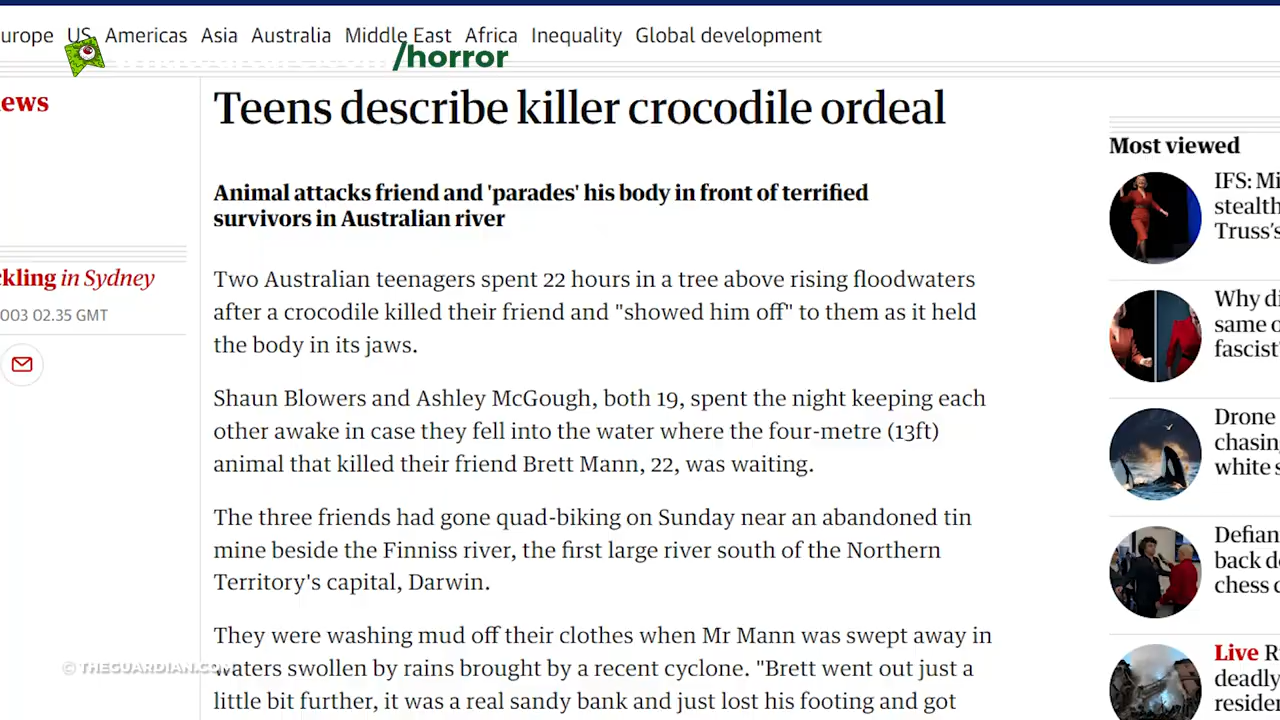 urope US Americas Asia Australia Middle East Africa Inequality Global development
/horror
ews
Teens describe killer crocodile ordeal
Most viewed
Animal attacks friend and 'parades' his body in front of terrified
survivors in Australian river
IFS: Mi
stealth
Truss's
ckling in Sydney
003 02.35 GMT
Two Australian teenagers spent 22 hours in a tree above rising floodwaters
after a crocodile killed their friend and "showed him off" to them as it held
the body in its jaws.
Why di
same o
fascist'
Shaun Blowers and Ashley McGough, both 19, spent the night keeping each
other awake in case they fell into the water where the four-metre (13ft)
animal that killed their friend Brett Mann, 22, was waiting.
Drone
chasin
white s
The three friends had gone quad-biking on Sunday near an abandoned tin
mine beside the Finniss river, the first large river south of the Northern
Territory's capital, Darwin.
Defian
back d
chess c
They were washing mud off their clothes when Mr Mann was swept away in
waters swollen by rains brought by a recent cyclone. "Brett went out just a
little bit further, it was a real sandy bank and just lost his footing and got
Live R
deadly
resider
© THEGUARDIAN.COM